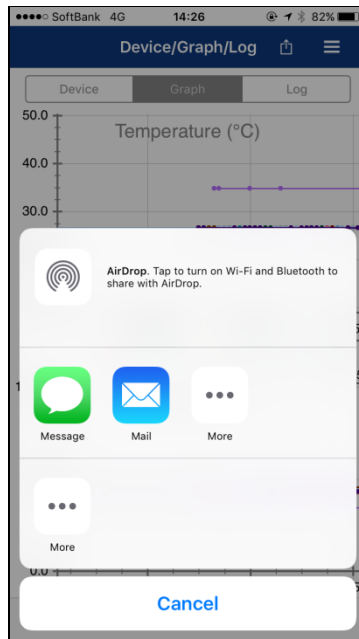 SoftBank 4G 14:26 82%
Device/Graph/Log
Device Graph Log
50.0
Temperature (°C)
40.0
30.0
AirDrop. Tap to turn on Wi-Fi and Bluetooth to
share with AirDrop.
Message Mail More
More
0.0
Cancel